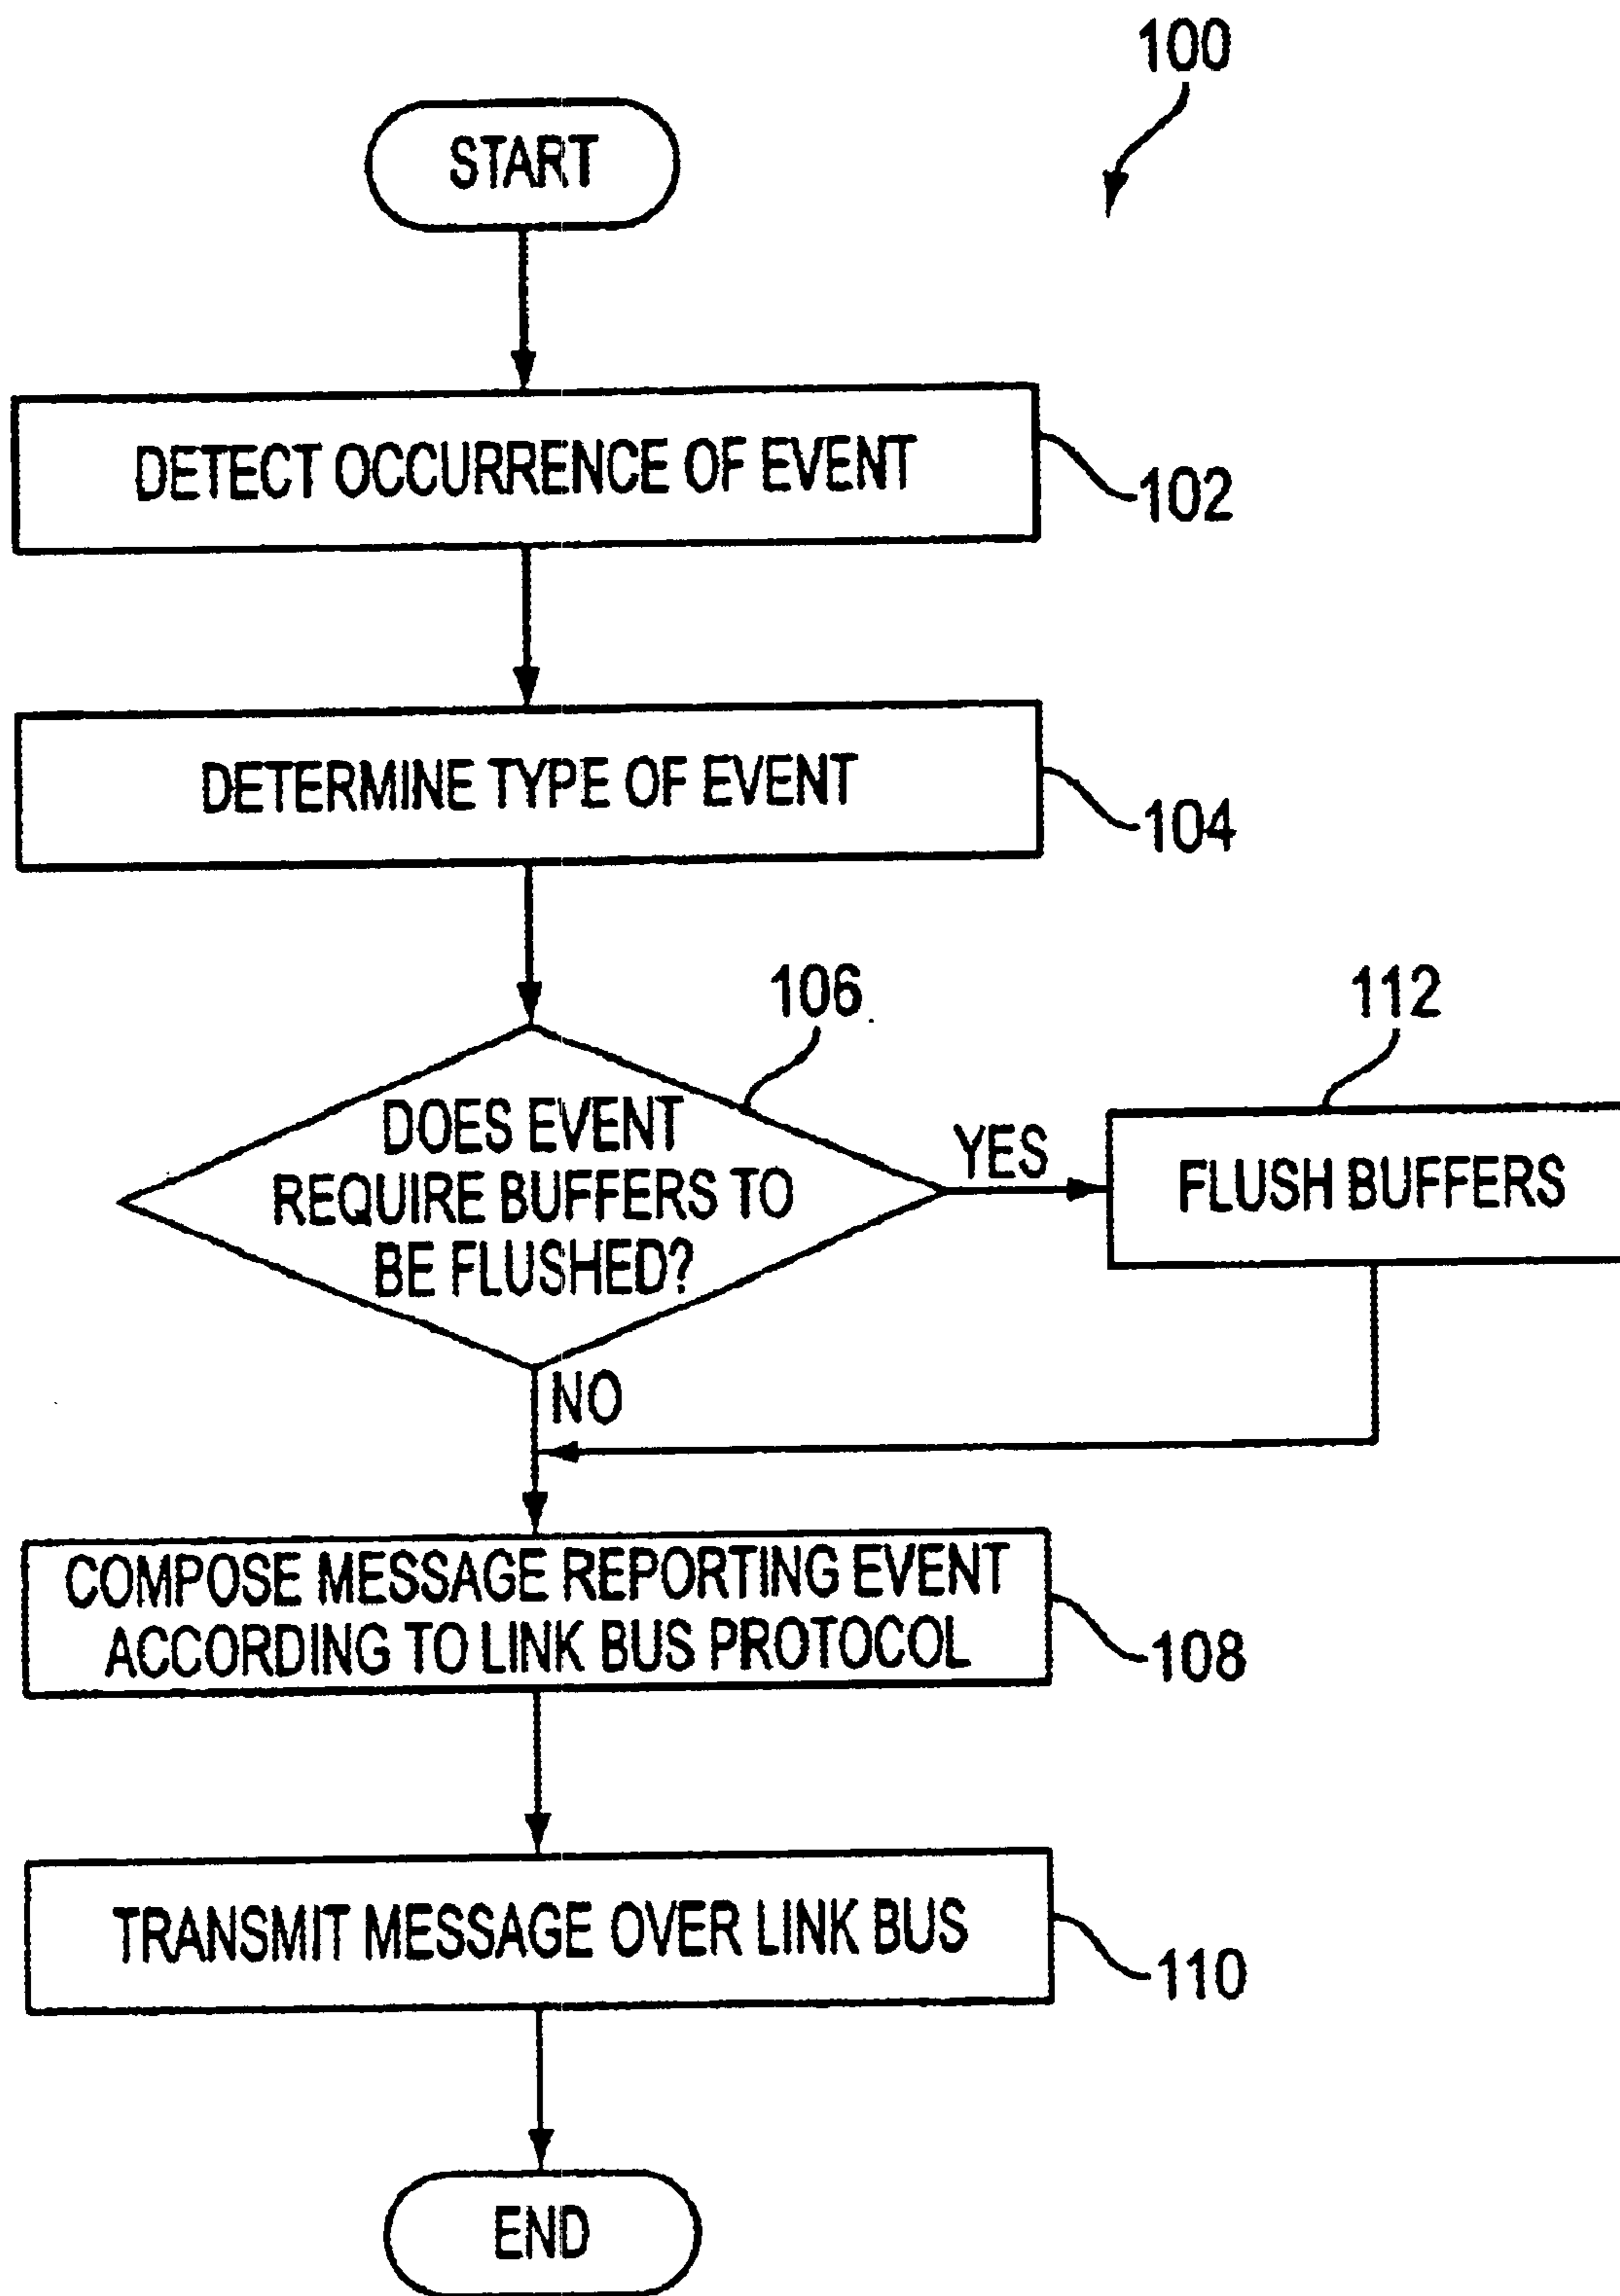 100
START
DETECT OCCURRENCE OF EVENT
102
DETERMINE TYPE OF EVENT
104
106
112
DOES EVENT
REQUIRE BUFFERS TO
BE FLUSHED?
YES
FLUSH BUFFERS
NO
COMPOSE MESSAGE REPORTING EVENT
ACCORDING TO LINK BUS PROTOCOL
108
TRANSMIT MESSAGE OVER LINK BUS
110
END